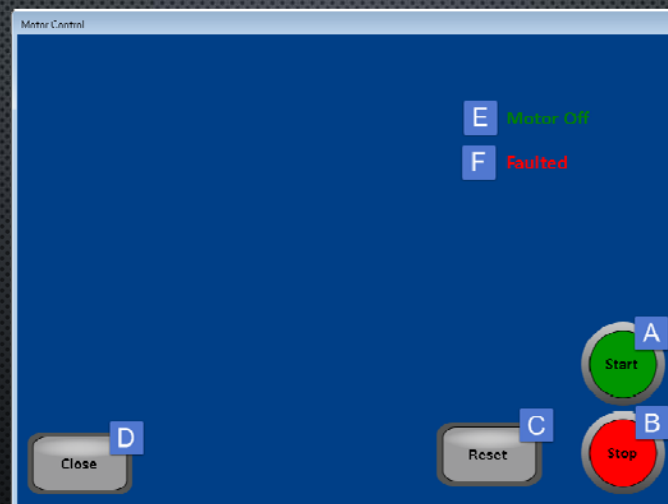 Motor Control
E Motor Off
F Faulted
A
Start
D
Close
C
Reset
B
Stop